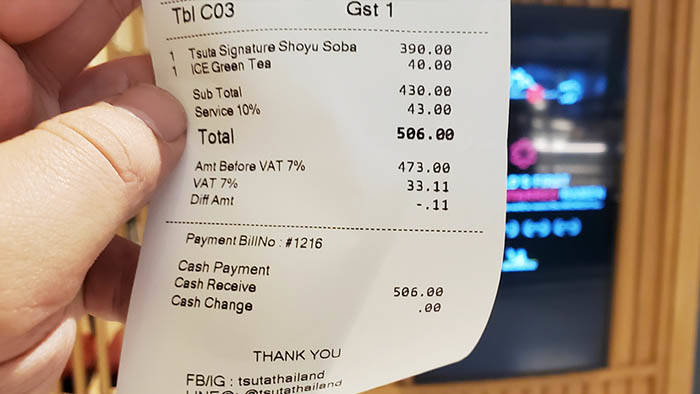 Tbl C03 Gst 1
1 Tsuta Signature Shoyu Soba 390.00
1 ICE Green Tea 40.00
Sub Total 430.00
Service 10% 43.00
Total 506.00
Amt Before VAT 7% 473.00
VAT 7% 33.11
Diff Amt -.11
Payment BillNo : #1216
Cash Payment
Cash Receive 506.00
Cash Change .00
THANK YOU
FB/IG : tsutathailand
LINE@: @tsutathailand